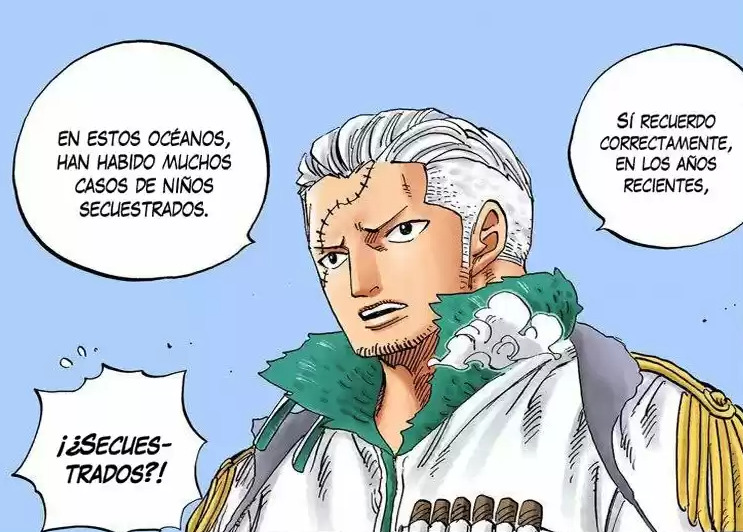 SÍ RECUERDO
CORRECTAMENTE,
EN LOS AÑOS
RECIENTES,
EN ESTOS OCÉANOS,
HAN HABIDO MUCHOS
CASOS DE NIÑOS
SECUESTRADOS.
¡¿SECUES-
TRADOS?!